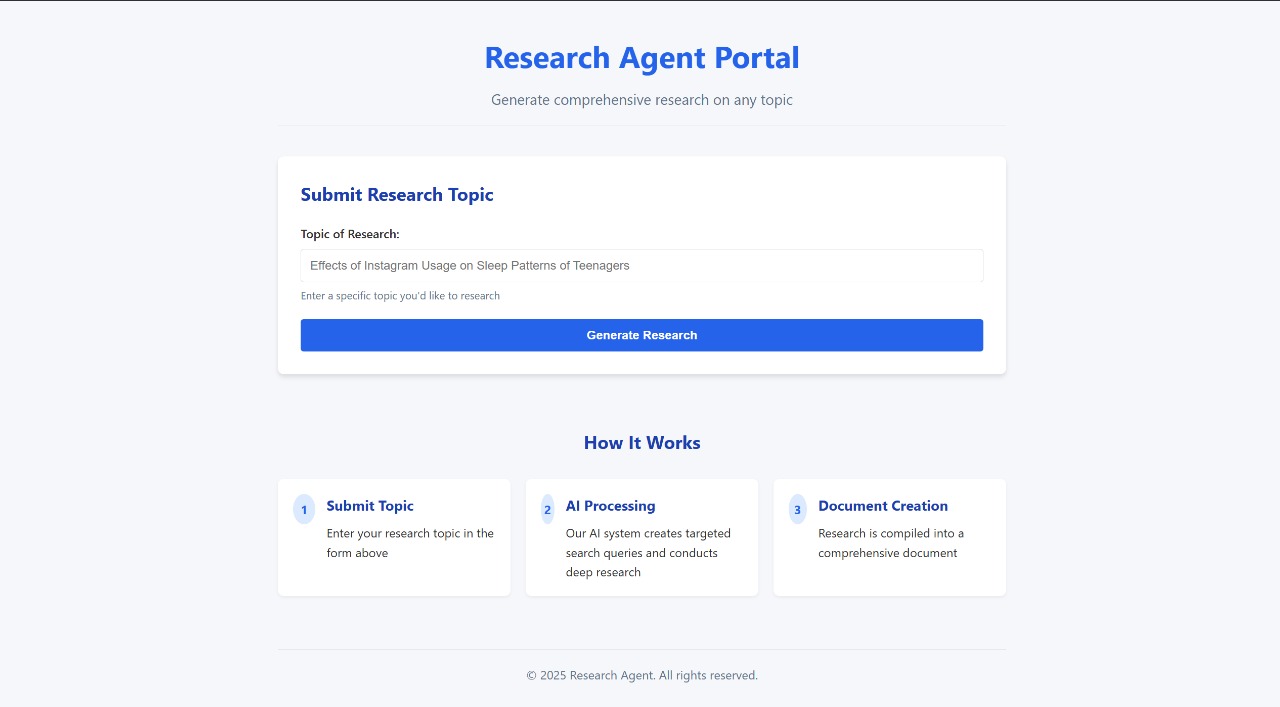 Research Agent Portal
Generate comprehensive research on any topic
Submit Research Topic
Topic of Research:
Effects of Instagram Usage on Sleep Patterns of Teenagers
Enter a specific topic you'd like to research
Generate Research
How It Works
1
Submit Topic
Enter your research topic in the
form above
2
AI Processing
Our AI system creates targeted
search queries and conducts
deep research
3
Document Creation
Research is compiled into a
comprehensive document
© 2025 Research Agent. All rights reserved.